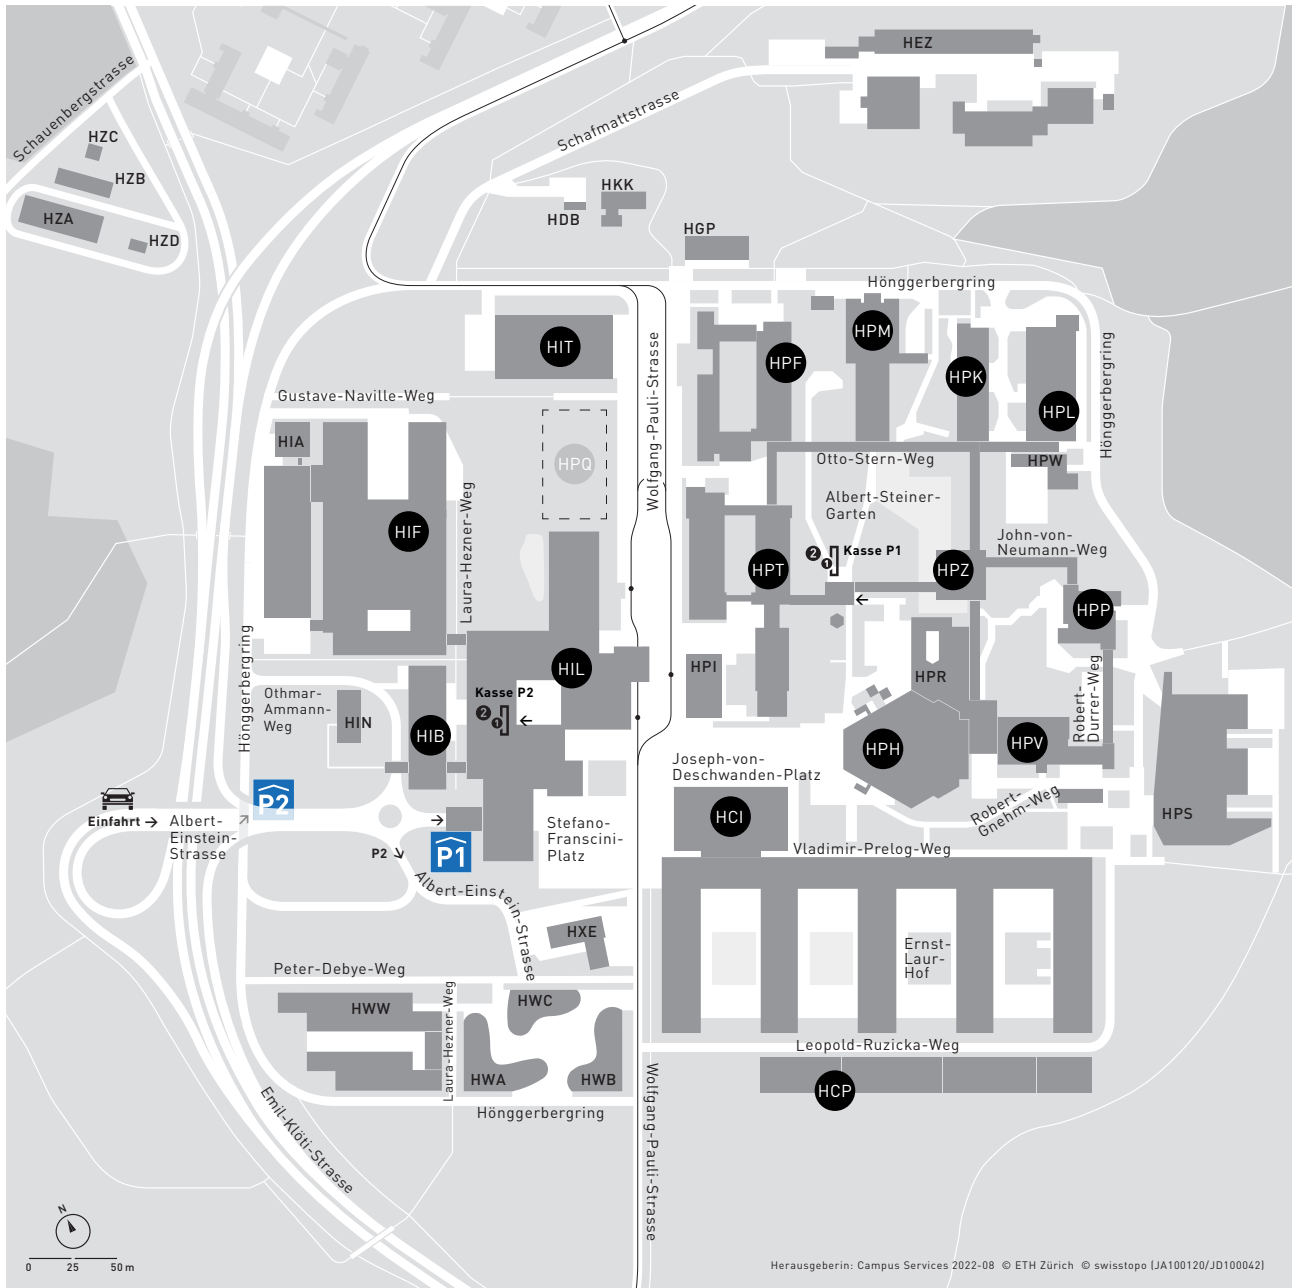 HEZ
Schauenbergstrasse
Schafmattstrasse
HZC
HZB
HZA
HZD
HKK
HDB
HGP
Hönggerbergring
HIT
HPM
HPF
HPK
HPL
Wolfgang-Pauli-Strasse
Hönggerbergring
Gustave-Naville-Weg
HIA
HPQ
Otto-Stern-Weg
HPW
Albert-Steiner-
Garten
HIF
Laura-Hezner-Weg
John-von-
Neumann-Weg
2
1
Kasse P1
HPT
HPZ
HPP
Hönggerbergring
HIL
HPI
HPR
Robert-
Durrer-Weg
Othmar-
Ammann-
Weg
HIN
Kasse P2
2
1
HIB
HPH
HPV
Joseph-von-
Deschwanden-Platz
P2
Einfahrt →
Albert-
Einstein-
Strasse
P2
P1
Stefano-
Franscini-
Platz
HCI
Robert-
Gnehm-Weg
HPS
Vladimir-Prelog-Weg
Albert-Einstein-Strasse
HXE
Ernst-
Laur-
Hof
Peter-Debye-Weg
HWW
Laura-Hezner-Weg
HWC
HWA
HWB
Leopold-Ruzicka-Weg
HCP
Hönggerbergring
Emil-Klöti-Strasse
Wolfgang-Pauli-Strasse
N
0 25 50 m
Herausgeberin: Campus Services 2022-08 © ETH Zürich © swisstopo (JA100120/JD100042)